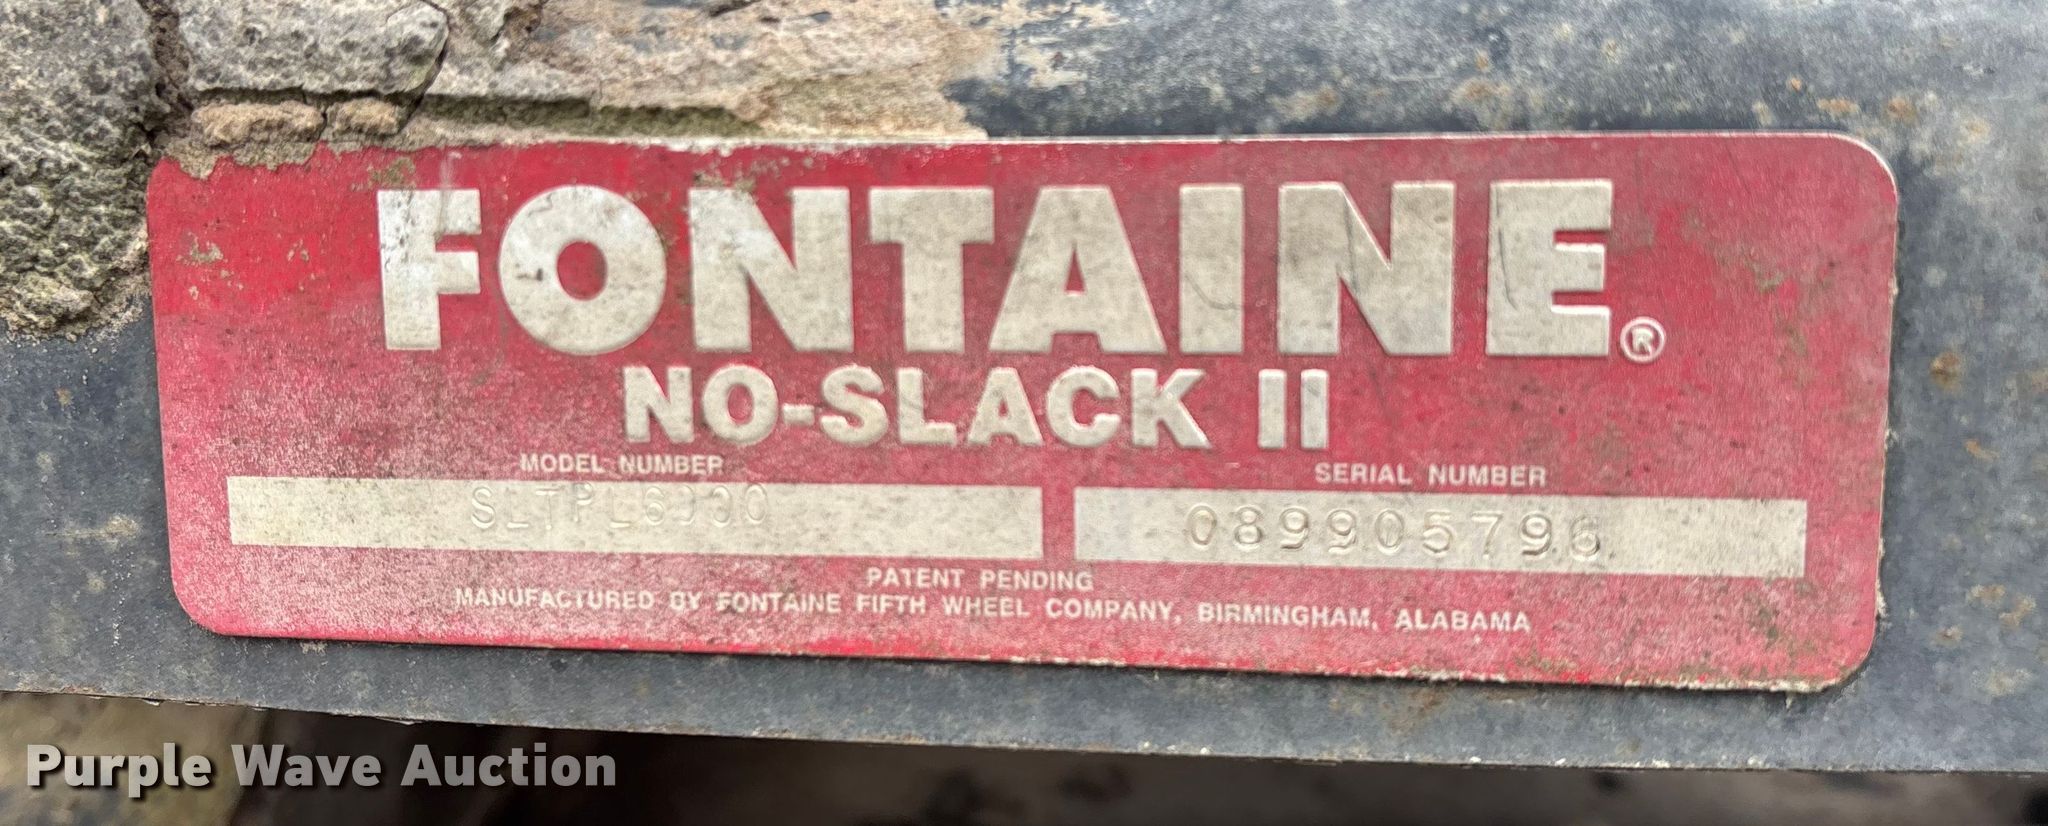 FONTAINE®
NO-SLACK II
MODEL NUMBER SERIAL NUMBER
SLTPL6000 089905796
PATENT PENDING
MANUFACTURED BY FONTAINE FIFTH WHEEL COMPANY, BIRMINGHAM, ALABAMA
Purple Wave Auction